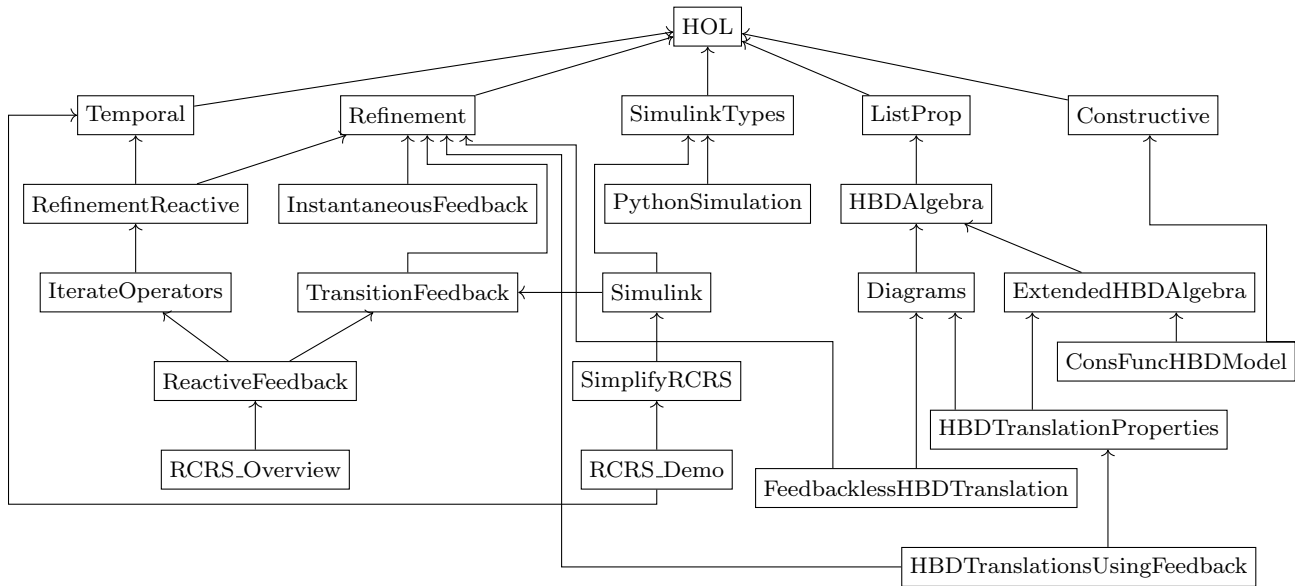 HOL
Temporal
Refinement
SimulinkTypes
ListProp
Constructive
RefinementReactive
InstantaneousFeedback
PythonSimulation
HBDAlgebra
IterateOperators
TransitionFeedback
Simulink
Diagrams
ExtendedHBDAlgebra
ReactiveFeedback
SimplifyRCRS
ConsFuncHBDModel
HBDTranslationProperties
RCRS_Overview
RCRS_Demo
FeedbacklessHBDTranslation
HBDTranslationsUsingFeedback